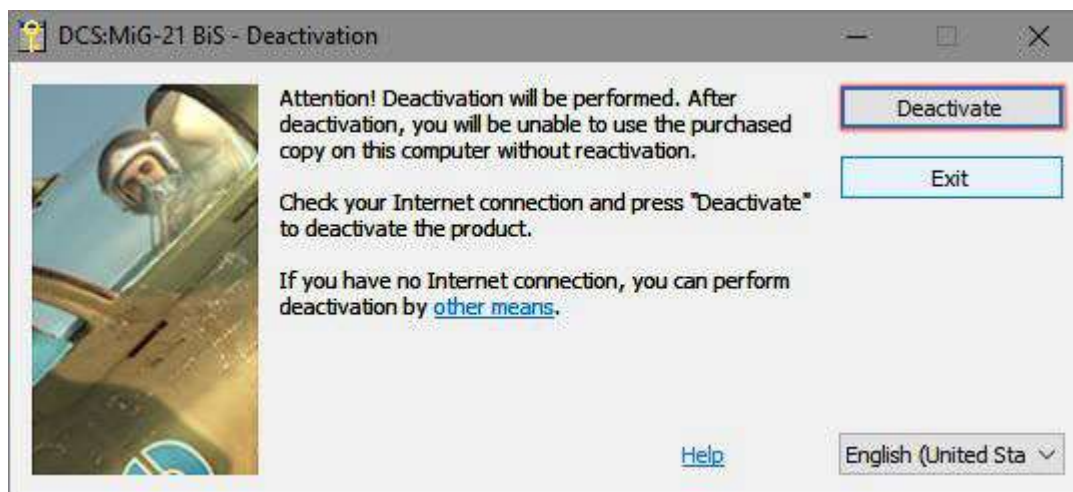 DCS:MiG-21 BiS - Deactivation
Attention! Deactivation will be performed. After
deactivation, you will be unable to use the purchased
copy on this computer without reactivation.
Check your Internet connection and press "Deactivate"
to deactivate the product.
If you have no Internet connection, you can perform
deactivation by other means.
Deactivate
Exit
Help
English (United Sta